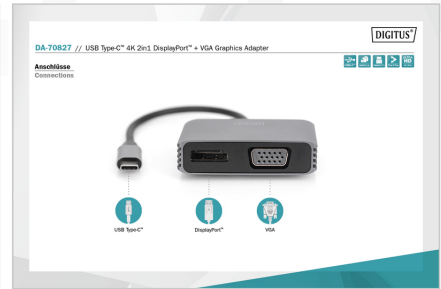 DIGITUS®
DA-70827 // USB Type-C™ 4K 2in1 DisplayPort™ + VGA Graphics Adapter
Anschlüsse
Connections
USB Type-C™
DisplayPort™
VGA